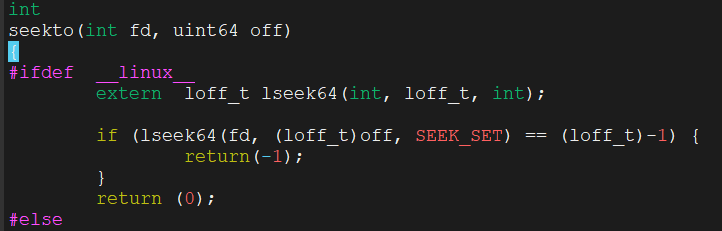 int
seekto(int fd, uint64 off)
{
#ifdef  __linux__
        extern  loff_t lseek64(int, loff_t, int);

        if (lseek64(fd, (loff_t)off, SEEK_SET) == (loff_t)-1) {
                return(-1);
        }
        return (0);
#else